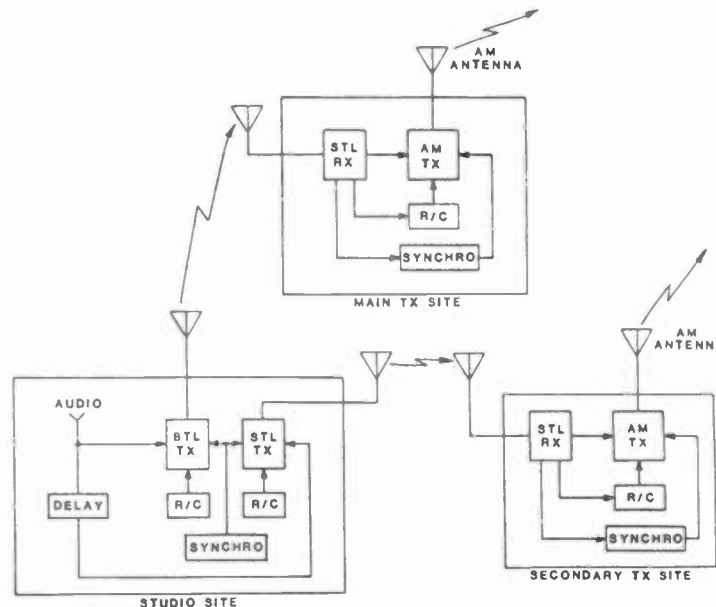 AM
ANTENNA
STL
RX
AM
TX
R/C
SYNCHRO
MAIN TX SITE
AM
ANTENN
AUDIO
BTL
TX
STL
TX
STL
RX
AM
TX
DELAY
R/C
R/C
R/C
SYNCHRO
SYNCHRO
SECONDARY TX SITE
STUDIO SITE